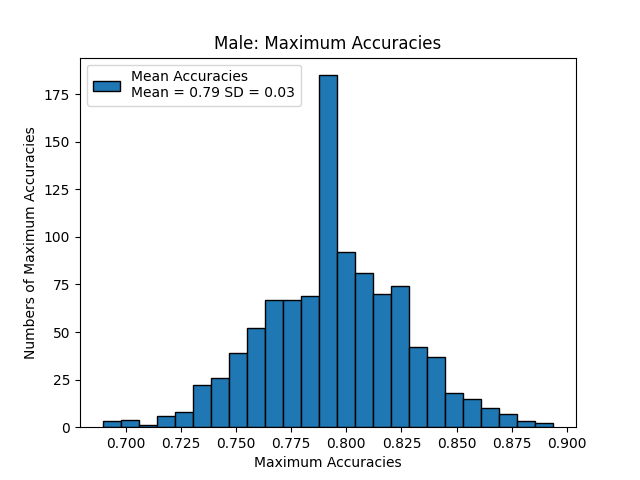 Male: Maximum Accuracies
Mean Accuracies
Mean = 0.79 SD = 0.03
Numbers of Maximum Accuracies
175
150
125
100
75
50
25
0
0.700 0.725 0.750 0.775 0.800 0.825 0.850 0.875 0.900
Maximum Accuracies